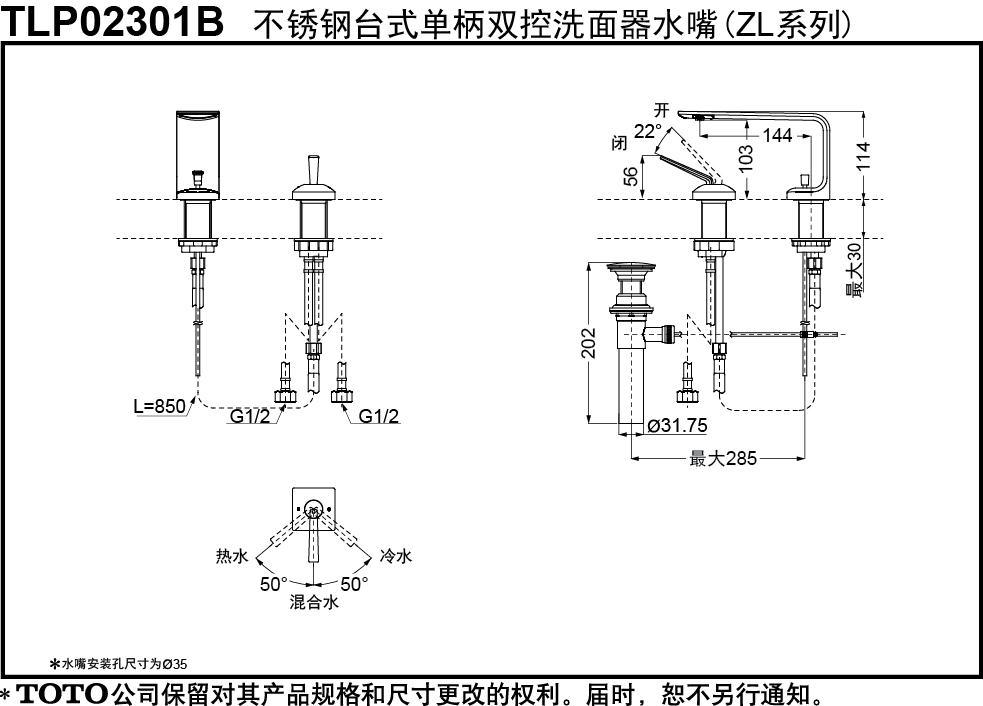 TLP02301B 不锈钢台式单柄双控洗面器水嘴(ZL系列)
开
闭
22°
144
56
103
114
最大30
202
L=850
G1/2
G1/2
Ø31.75
最大285
热水
冷水
50°
50°
混合水
*水嘴安装孔尺寸为Ø35
* TOTO公司保留对其产品规格和尺寸更改的权利。届时，恕不另行通知。